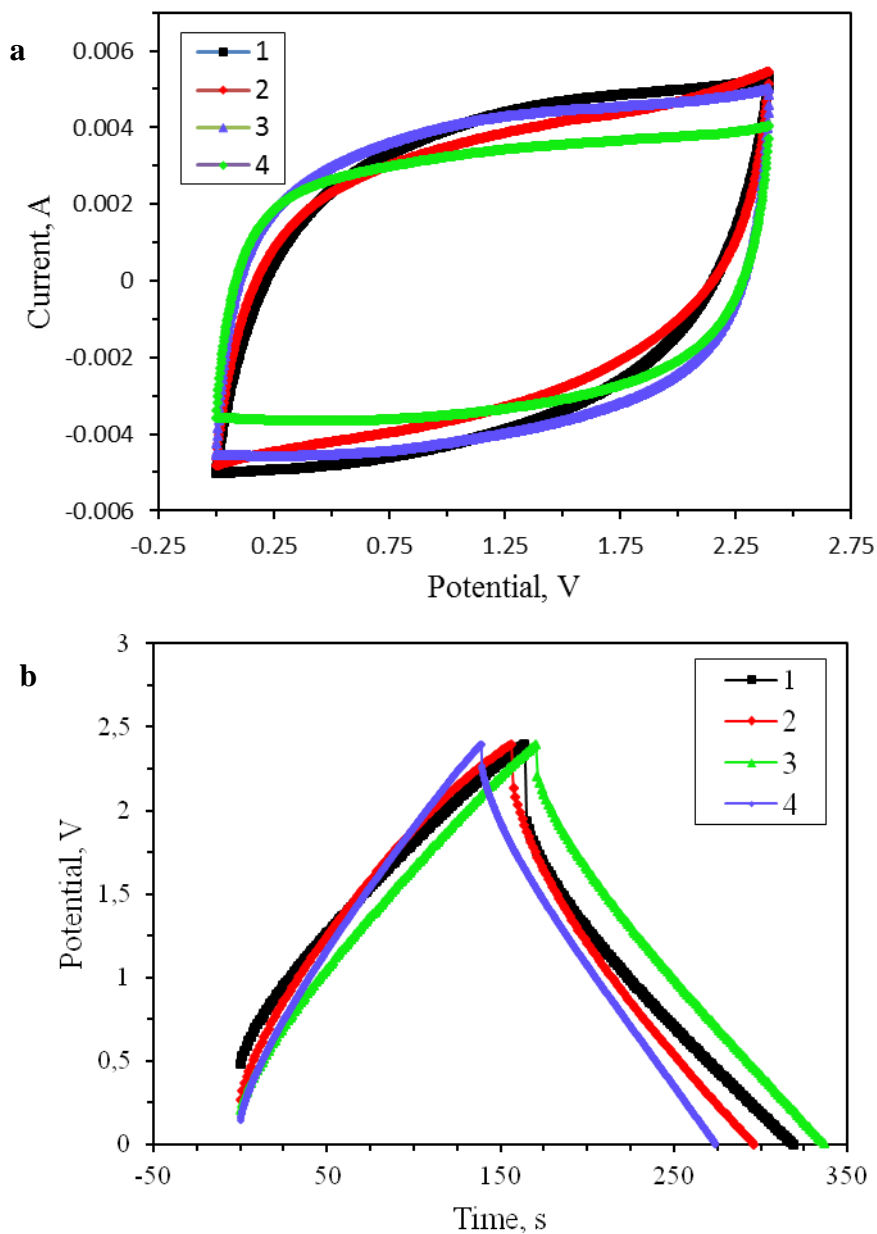 a
0.006
0.004
0.002
0
-0.002
-0.004
-0.006
Current, A
1
2
3
4
-0.25 0.25 0.75 1.25 1.75 2.25 2.75
Potential, V
b
3
2,5
2
1,5
1
0,5
0
Potential, V
1
2
3
4
-50 50 150 250 350
Time, s